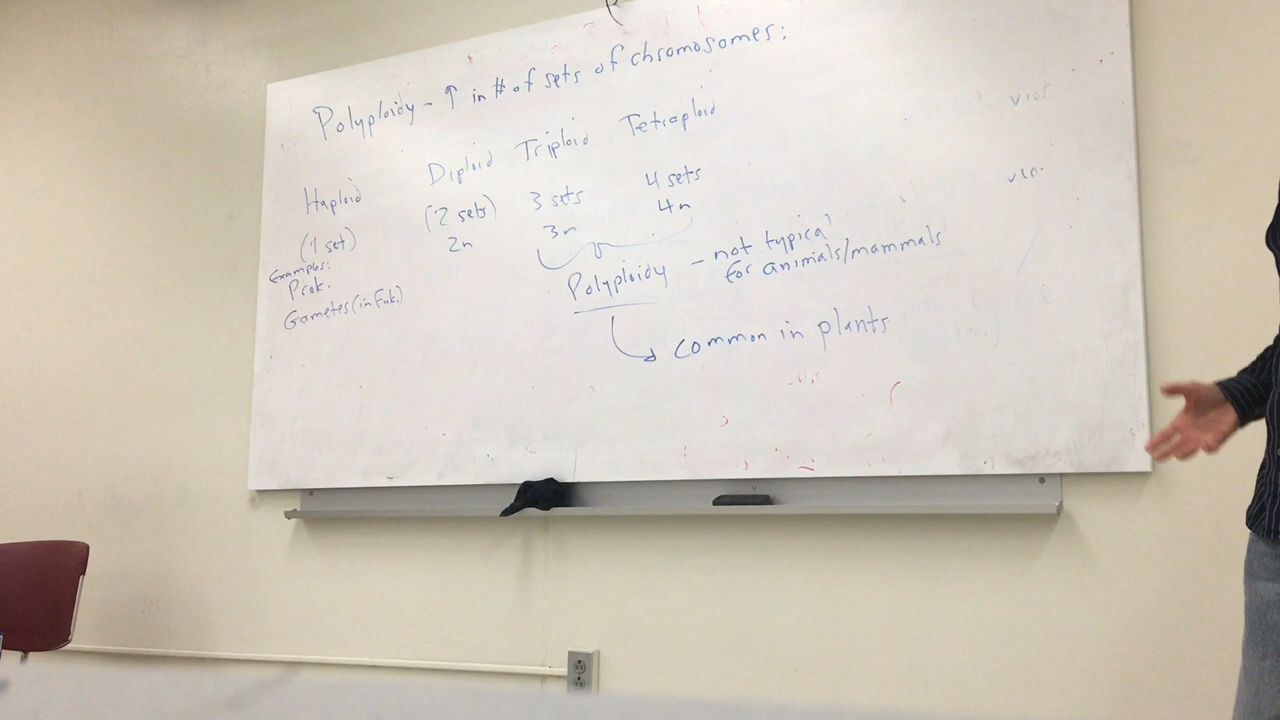 Polyploidy - ↑ in # of sets of chromosomes:
Haploid Diploid Triploid Tetraploid
(1 set) (2 sets) 3 sets 4 sets
2n 3n 4n
Examples:
Prok.
Gametes (in Euk.)
Polyploidy - not typical
for animals/mammals
common in plants